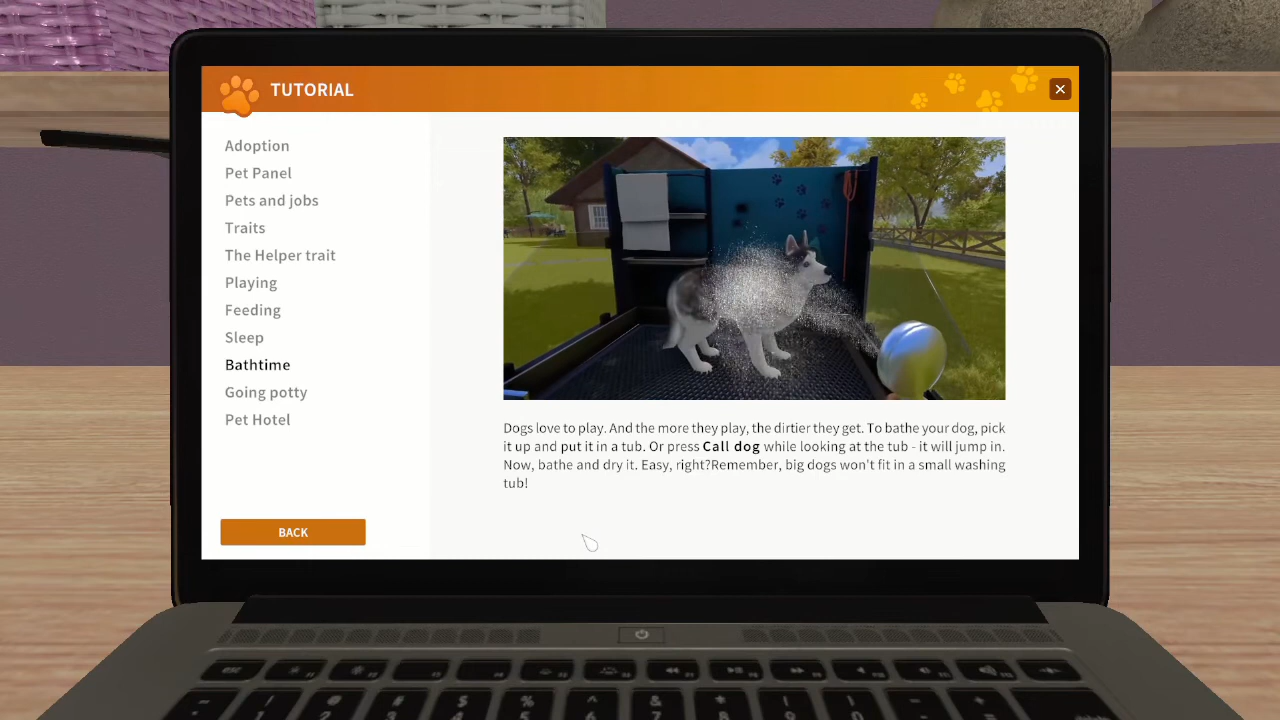 TUTORIAL
Adoption
Pet Panel
Pets and jobs
Traits
The Helper trait
Playing
Feeding
Sleep
Bathtime
Going potty
Pet Hotel
BACK
Dogs love to play. And the more they play, the dirtier they get. To bathe your dog, pick
it up and put it in a tub. Or press Call dog while looking at the tub - it will jump in.
Now, bathe and dry it. Easy, right?Remember, big dogs won't fit in a small washing
tub!